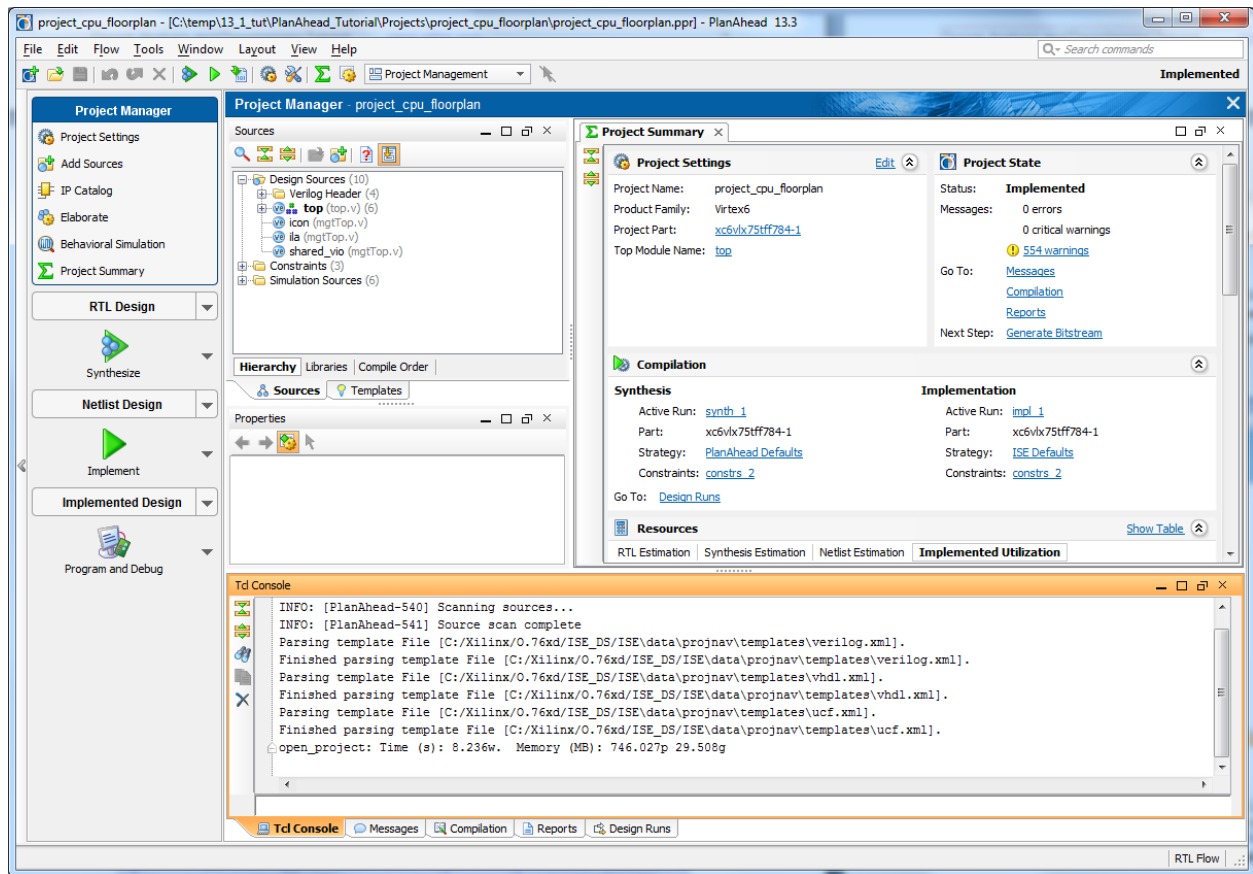 project_cpu_floorplan - [C:\temp\13_1_tut\PlanAhead_Tutorial\Projects\project_cpu_floorplan\project_cpu_floorplan.ppr] - PlanAhead 13.3
File Edit Flow Tools Window Layout View Help
Search commands
Project Management
Implemented
Project Manager
Project Settings
Add Sources
IP Catalog
Elaborate
Behavioral Simulation
Project Summary
RTL Design
Synthesize
Netlist Design
Implement
Implemented Design
Program and Debug
Project Manager - project_cpu_floorplan
Sources
Design Sources (10)
Verilog Header (4)
top (top.v) (6)
icon (mgtTop.v)
ila (mgtTop.v)
shared_vio (mgtTop.v)
Constraints (3)
Simulation Sources (6)
Hierarchy Libraries Compile Order
Sources Templates
Properties
Project Summary
Project Settings Edit
Project Name: project_cpu_floorplan
Product Family: Virtex6
Project Part: xc6vlx75tff784-1
Top Module Name: top
Project State
Status: Implemented
Messages: 0 errors
0 critical warnings
554 warnings
Go To: Messages
Compilation
Reports
Next Step: Generate Bitstream
Compilation
Synthesis
Active Run: synth_1
Part: xc6vlx75tff784-1
Strategy: PlanAhead Defaults
Constraints: constrs_2
Go To: Design Runs
Implementation
Active Run: impl_1
Part: xc6vlx75tff784-1
Strategy: ISE Defaults
Constraints: constrs_2
Resources Show Table
RTL Estimation Synthesis Estimation Netlist Estimation Implemented Utilization
Tcl Console
INFO: [PlanAhead-540] Scanning sources...
INFO: [PlanAhead-541] Source scan complete
Parsing template File [C:/Xilinx/O.76xd/ISE_DS/ISE\data\projnav\templates\verilog.xml].
Finished parsing template File [C:/Xilinx/O.76xd/ISE_DS/ISE\data\projnav\templates\verilog.xml].
Parsing template File [C:/Xilinx/O.76xd/ISE_DS/ISE\data\projnav\templates\vhdl.xml].
Finished parsing template File [C:/Xilinx/O.76xd/ISE_DS/ISE\data\projnav\templates\vhdl.xml].
Parsing template File [C:/Xilinx/O.76xd/ISE_DS/ISE\data\projnav\templates\ucf.xml].
Finished parsing template File [C:/Xilinx/O.76xd/ISE_DS/ISE\data\projnav\templates\ucf.xml].
open_project: Time (s): 8.236w. Memory (MB): 746.027p 29.508g
Tcl Console Messages Compilation Reports Design Runs
RTL Flow